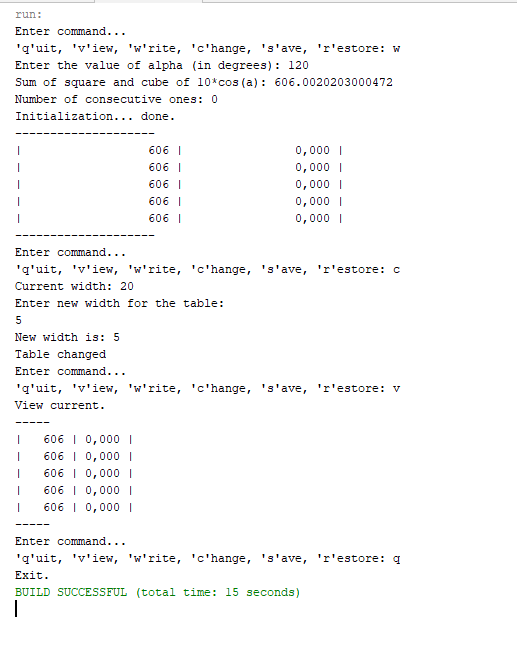 run:
Enter command...
'q'uit, 'v'iew, 'w'rite, 'c'hange, 's'ave, 'r'estore: w
Enter the value of alpha (in degrees): 120
Sum of square and cube of 10*cos(a): 606.0020203000472
Number of consecutive ones: 0
Initialization... done.
--------------------
|                  606 |                0,000 |
|                  606 |                0,000 |
|                  606 |                0,000 |
|                  606 |                0,000 |
|                  606 |                0,000 |
--------------------
Enter command...
'q'uit, 'v'iew, 'w'rite, 'c'hange, 's'ave, 'r'estore: c
Current width: 20
Enter new width for the table:
5
New width is: 5
Table changed
Enter command...
'q'uit, 'v'iew, 'w'rite, 'c'hange, 's'ave, 'r'estore: v
View current.
-----
|   606 | 0,000 |
|   606 | 0,000 |
|   606 | 0,000 |
|   606 | 0,000 |
|   606 | 0,000 |
-----
Enter command...
'q'uit, 'v'iew, 'w'rite, 'c'hange, 's'ave, 'r'estore: q
Exit.
BUILD SUCCESSFUL (total time: 15 seconds)